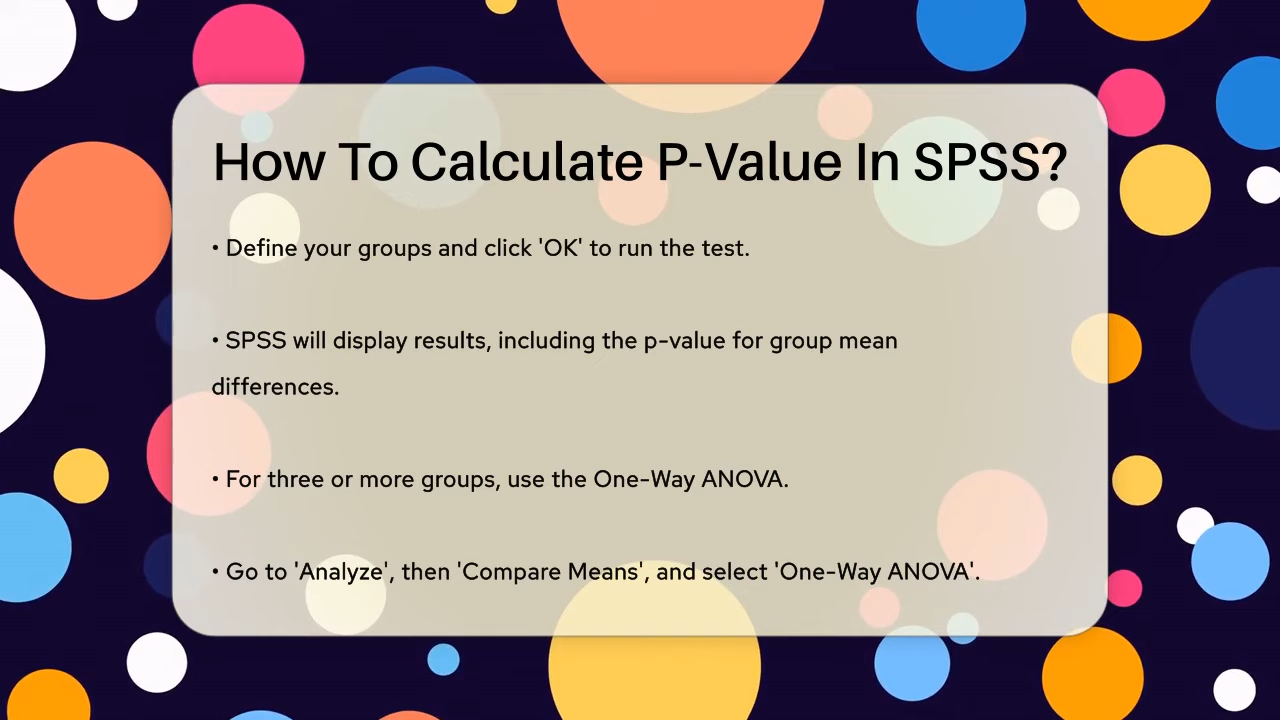 How To Calculate P-Value In SPSS?
• Define your groups and click 'OK' to run the test.
• SPSS will display results, including the p-value for group mean
differences.
• For three or more groups, use the One-Way ANOVA.
• Go to 'Analyze', then 'Compare Means', and select 'One-Way ANOVA'.